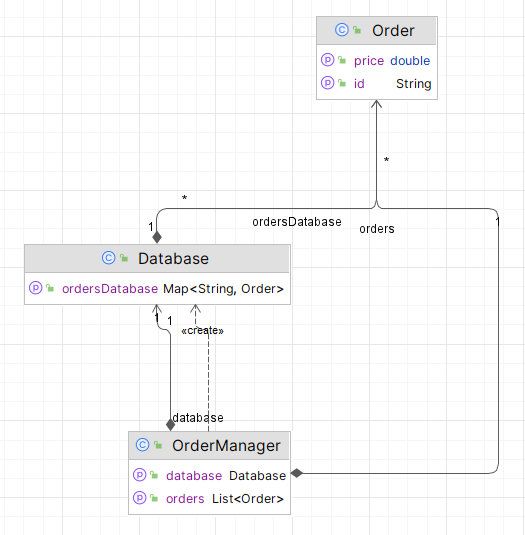 C Order
p price double
p id String
*
*
1
ordersDatabase
1
orders
C Database
p ordersDatabase Map<String, Order>
1
1
«create»
database
C OrderManager
p database Database
p orders List<Order>